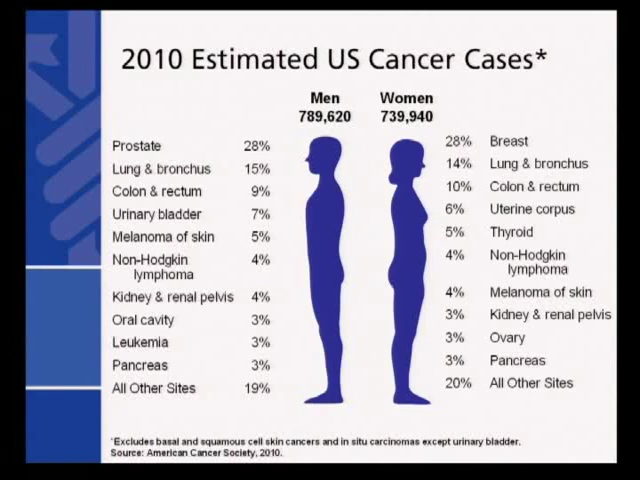 2010 Estimated US Cancer Cases*
Men
789,620
Women
739,940
Prostate 28%
Lung & bronchus 15%
Colon & rectum 9%
Urinary bladder 7%
Melanoma of skin 5%
Non-Hodgkin 4%
lymphoma
Kidney & renal pelvis 4%
Oral cavity 3%
Leukemia 3%
Pancreas 3%
All Other Sites 19%
28% Breast
14% Lung & bronchus
10% Colon & rectum
6% Uterine corpus
5% Thyroid
4% Non-Hodgkin
lymphoma
4% Melanoma of skin
3% Kidney & renal pelvis
3% Ovary
3% Pancreas
20% All Other Sites
*Excludes basal and squamous cell skin cancers and in situ carcinomas except urinary bladder.
Source: American Cancer Society, 2010.